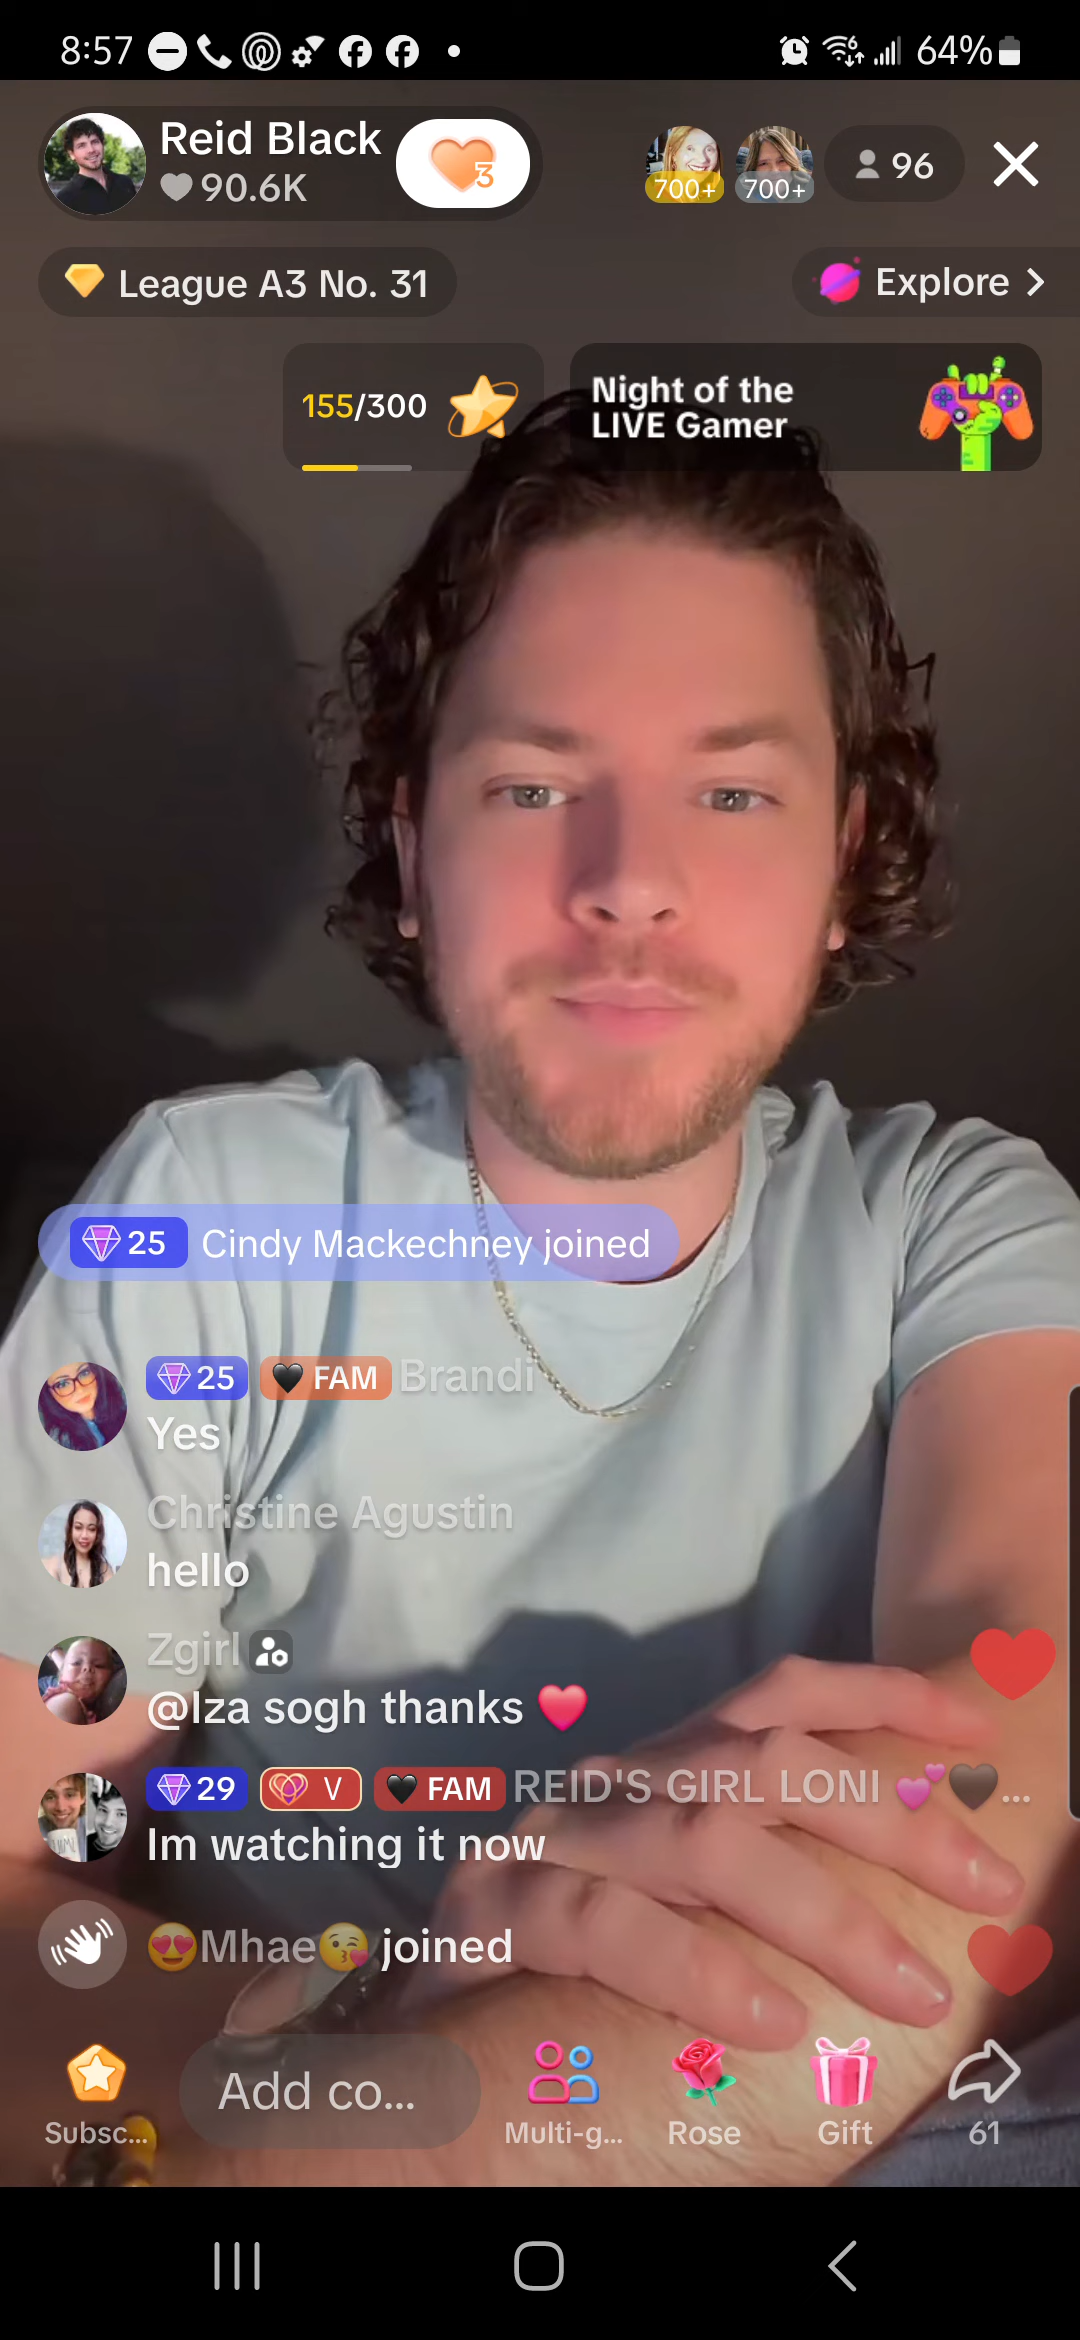 8:57
64%
Reid Black
90.6K
3
700+
700+
96
League A3 No. 31
Explore
155/300
Night of the
LIVE Gamer
25 Cindy Mackechney joined
25 🖤 FAM Brandi
Yes
Christine Agustin
hello
Zgirl
@Iza sogh thanks ❤️
29 V 🖤 FAM REID'S GIRL LONI 💕🖤...
Im watching it now
😍Mhae😘 joined
Add co...
Subsc...
Multi-g...
Rose
Gift
61